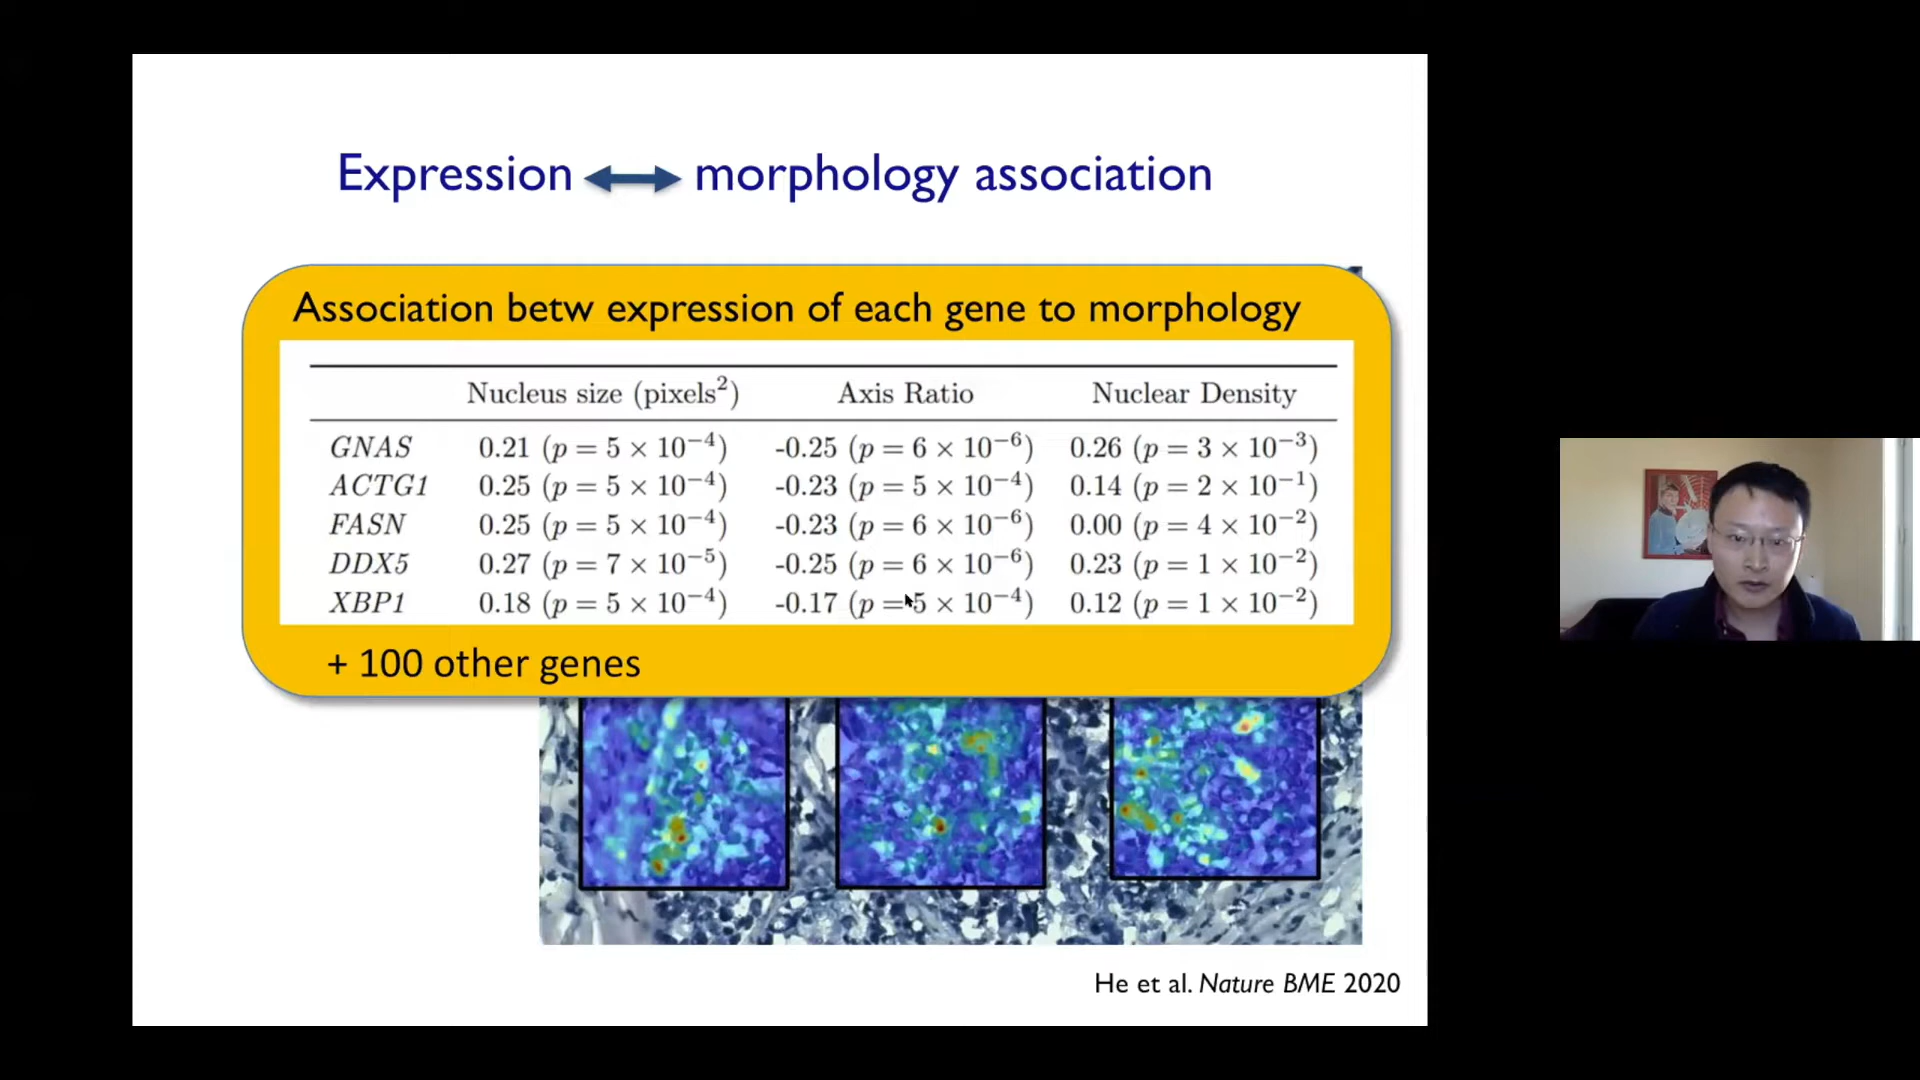 Expression morphology association
Association betw expression of each gene to morphology
Nucleus size (pixels²) Axis Ratio Nuclear Density
GNAS 0.21 (p = 5 × 10⁻⁴) -0.25 (p = 6 × 10⁻⁶) 0.26 (p = 3 × 10⁻³)
ACTG1 0.25 (p = 5 × 10⁻⁴) -0.23 (p = 5 × 10⁻⁴) 0.14 (p = 2 × 10⁻¹)
FASN 0.25 (p = 5 × 10⁻⁴) -0.23 (p = 6 × 10⁻⁶) 0.00 (p = 4 × 10⁻²)
DDX5 0.27 (p = 7 × 10⁻⁵) -0.25 (p = 6 × 10⁻⁶) 0.23 (p = 1 × 10⁻²)
XBP1 0.18 (p = 5 × 10⁻⁴) -0.17 (p = 5 × 10⁻⁴) 0.12 (p = 1 × 10⁻²)
+ 100 other genes
He et al. Nature BME 2020